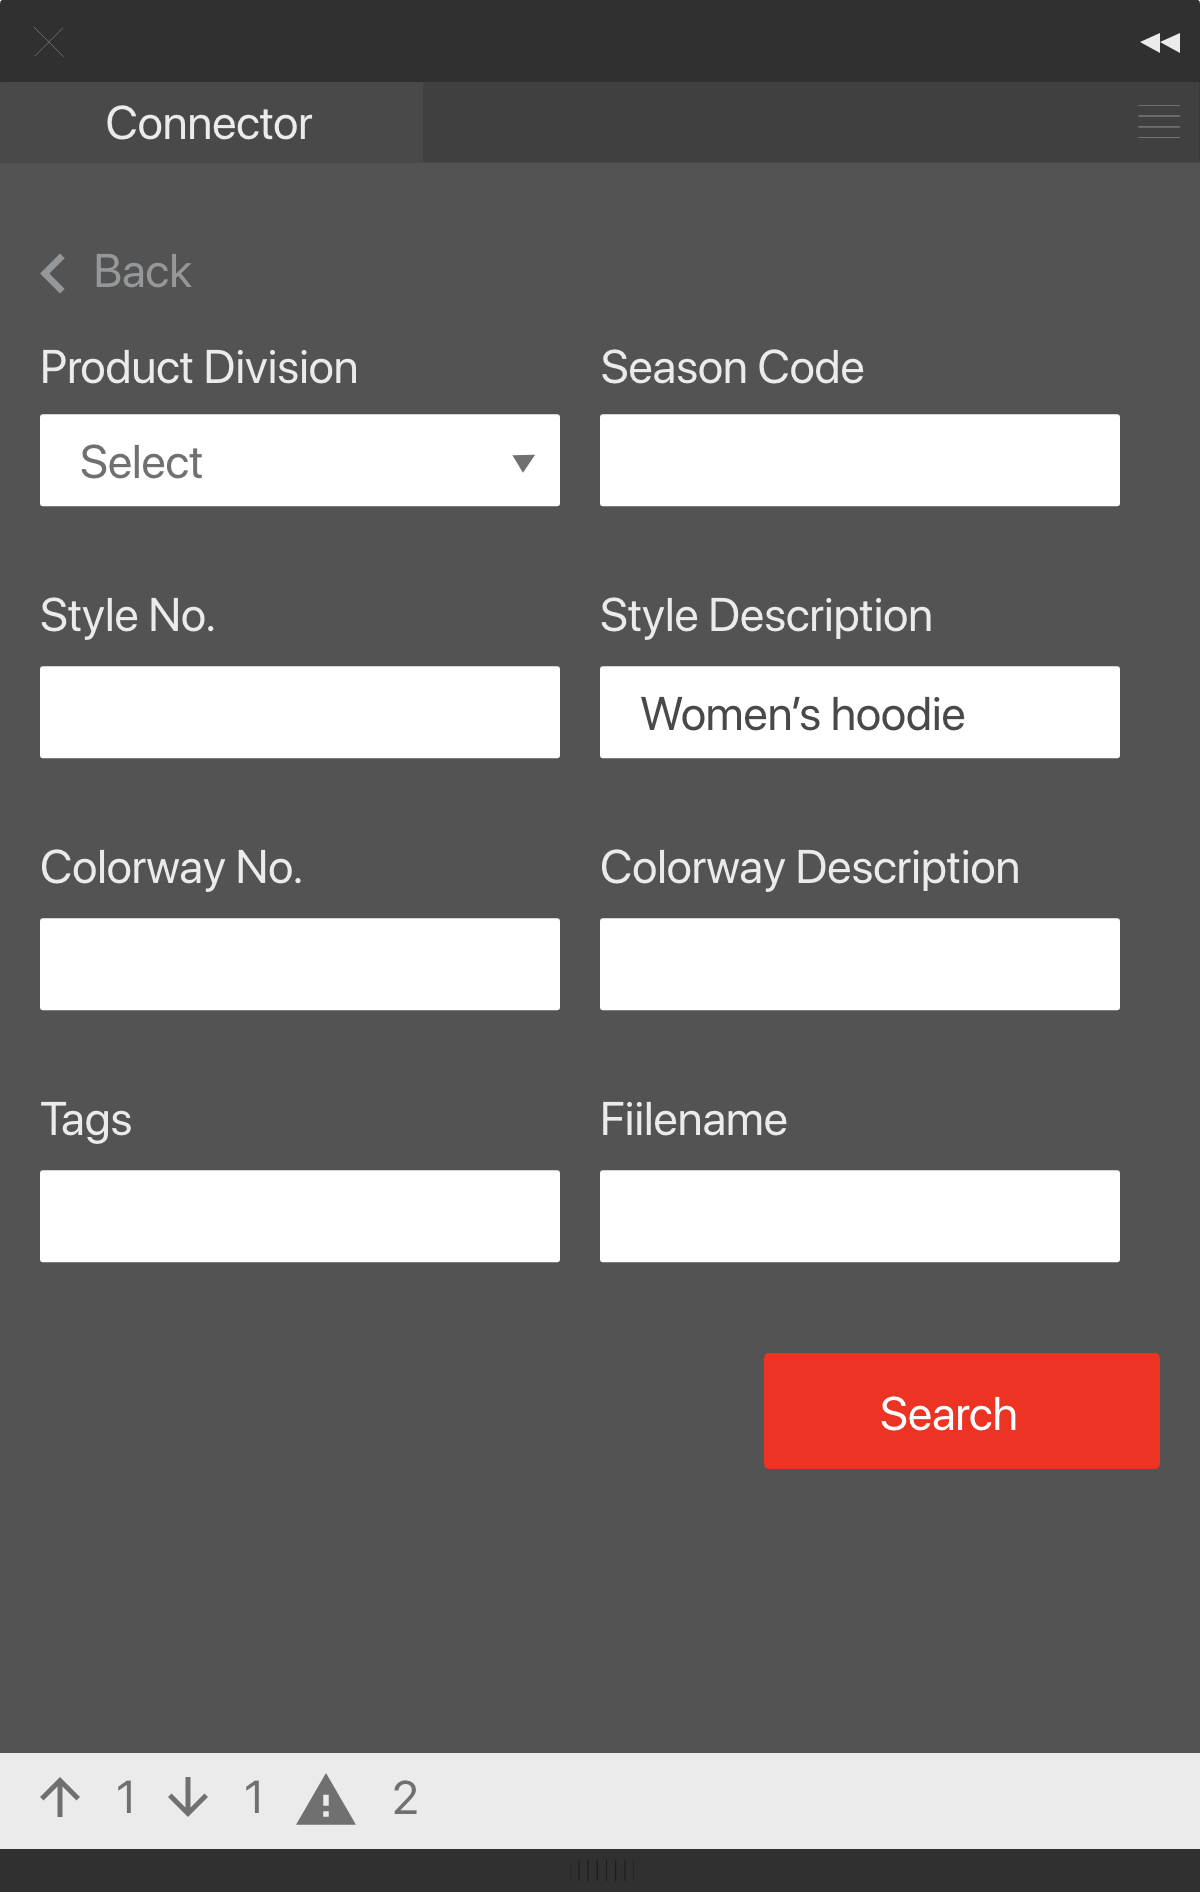 Connector
Back
Product Division
Season Code
Select
Style No.
Style Description
Women’s hoodie
Colorway No.
Colorway Description
Tags
Fiilename
Search
1 1 2